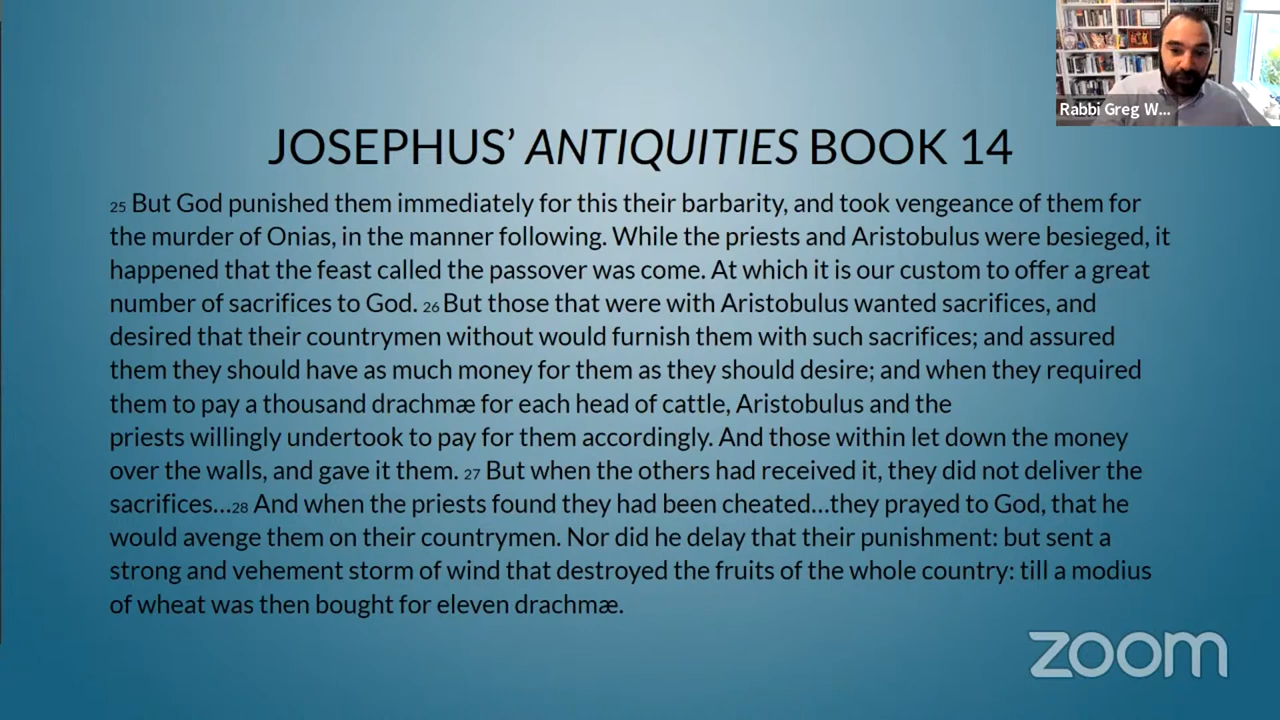 Rabbi Greg W...
JOSEPHUS’ ANTIQUITIES BOOK 14
25 But God punished them immediately for this their barbarity, and took vengeance of them for
the murder of Onias, in the manner following. While the priests and Aristobulus were besieged, it
happened that the feast called the passover was come. At which it is our custom to offer a great
number of sacrifices to God. 26 But those that were with Aristobulus wanted sacrifices, and
desired that their countrymen without would furnish them with such sacrifices; and assured
them they should have as much money for them as they should desire; and when they required
them to pay a thousand drachmæ for each head of cattle, Aristobulus and the
priests willingly undertook to pay for them accordingly. And those within let down the money
over the walls, and gave it them. 27 But when the others had received it, they did not deliver the
sacrifices...28 And when the priests found they had been cheated...they prayed to God, that he
would avenge them on their countrymen. Nor did he delay that their punishment: but sent a
strong and vehement storm of wind that destroyed the fruits of the whole country: till a modius
of wheat was then bought for eleven drachmæ.
zoom